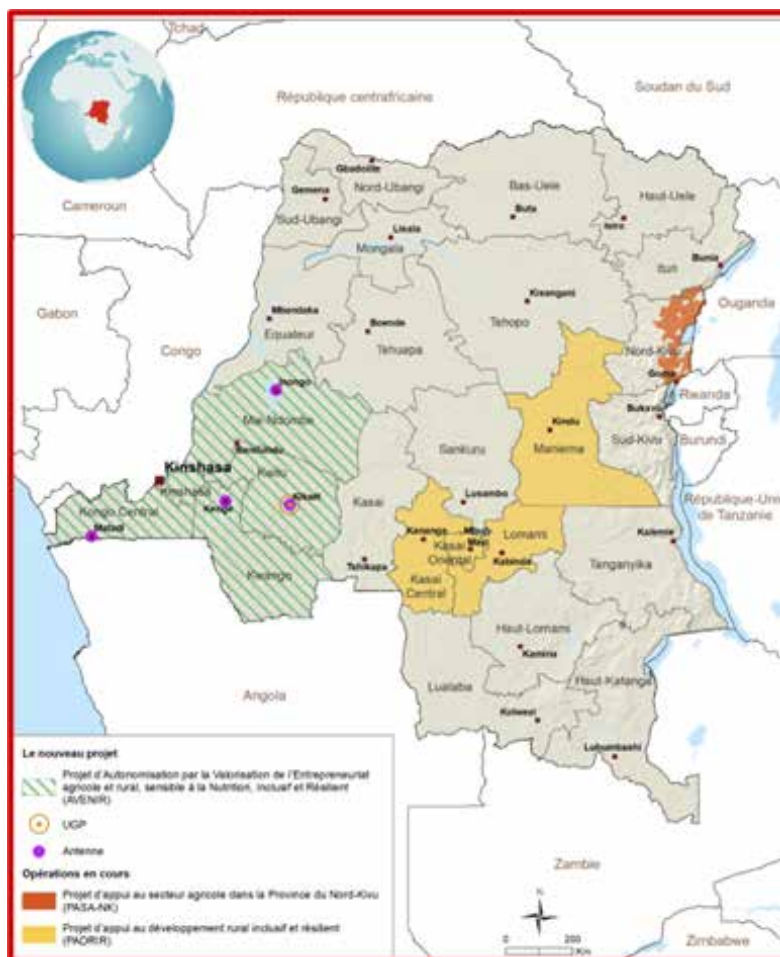 Tchad
République centrafricaine
Soudan du Sud
Cameroun
Gbadolite
Gemena
Nord-Ubangi
Bas-Uele
Haut-Uele
Sud-Ubangi
Buta
Isiro
Lisala
Mongala
Bunia
Ituri
Gabon
Congo
Kisangani
Ouganda
Mbandaka
Equateur
Boende
Tshopo
Tshuapa
Nord-Kivu
Goma
Inongo
Rwanda
Mai-Ndombe
Kindu
Bukavu
Maniema
Sud-Kivu
Burundi
Bandundu
Sankuru
Kinshasa
Kinshasa
Kwilu
Kongo Central
Kenge
Kikwit
Kasai
Lusambo
République-Unie
de Tanzanie
Matadi
Kananga
Lomami
Kasai
Oriental
Kabinda
Kalemie
Kwango
Tshikapa
Kasai
Central
Tanganyika
Haut-Lomami
Kamina
Angola
Lualaba
Haut-Katanga
Kolwezi
Lubumbashi
Zambie
Zimbabwe
N
0 200
Km
Le nouveau projet
Projet d'Autonomisation par la Valorisation de l'Entrepreneuriat
agricole et rural, sensible à la Nutrition, Inclusif et Résilient
(AVENIR)
UGP
Antenne
Opérations en cours
Projet d'appui au secteur agricole dans la Province du Nord-Kivu
(PASA-NK)
Projet d'appui au développement rural inclusif et résilient
(PADRIR)